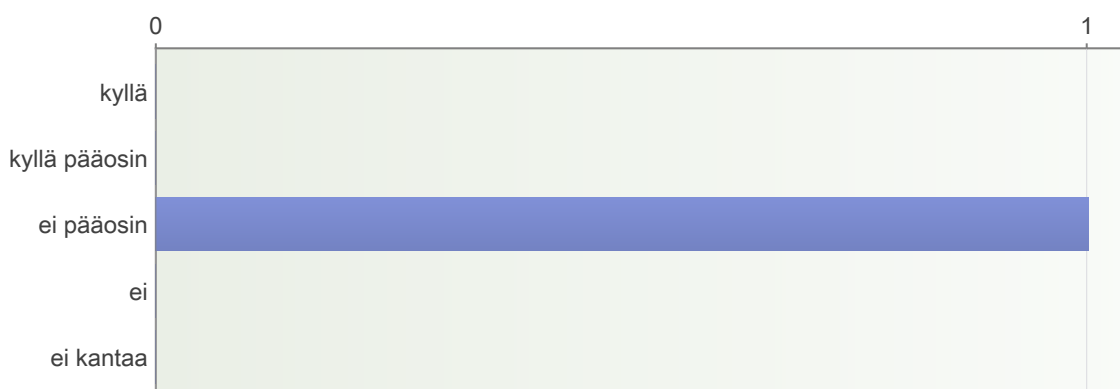 0 1
kyllä
kyllä pääosin
ei pääosin
ei
ei kantaa